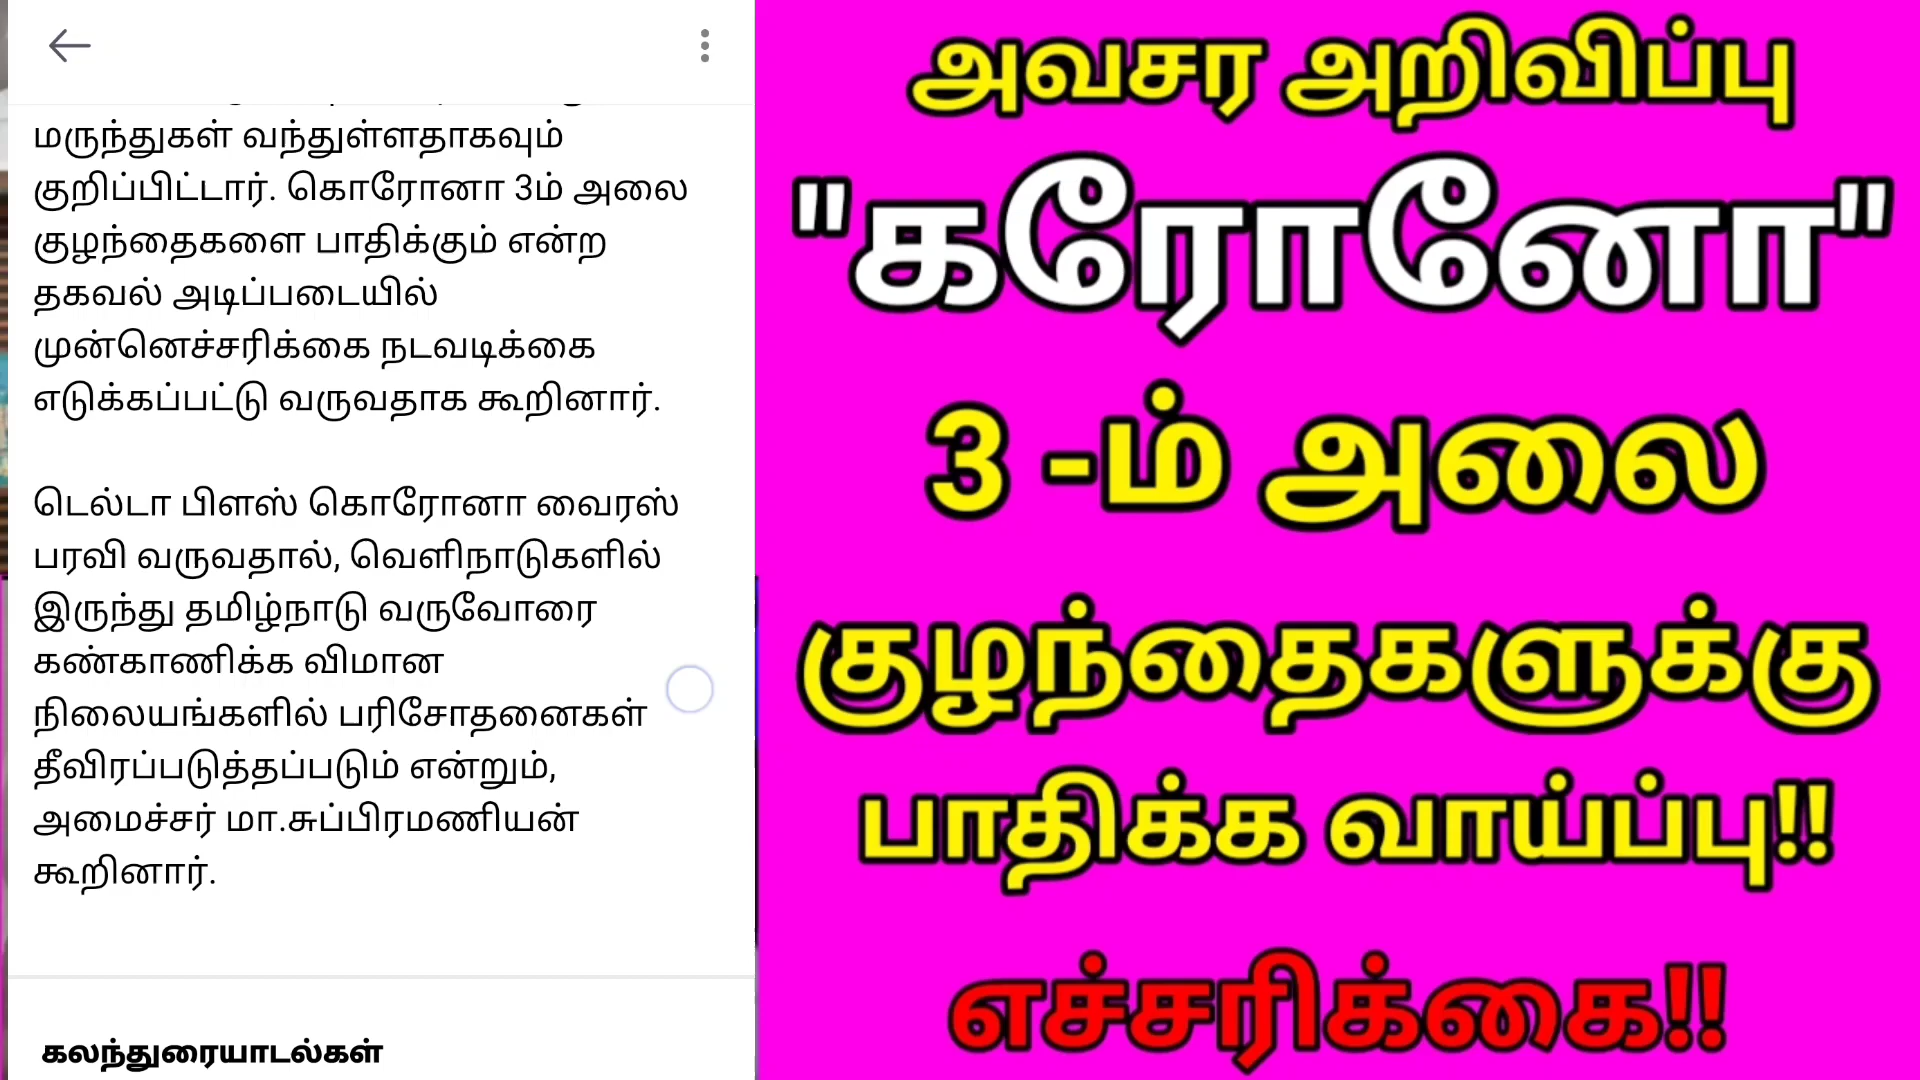 மருந்துகள் வந்துள்ளதாகவும்
குறிப்பிட்டார். கொரோனா 3ம் அலை
குழந்தைகளை பாதிக்கும் என்ற
தகவல் அடிப்படையில்
முன்னெச்சரிக்கை நடவடிக்கை
எடுக்கப்பட்டு வருவதாக கூறினார்.
டெல்டா பிளஸ் கொரோனா வைரஸ்
பரவி வருவதால், வெளிநாடுகளில்
இருந்து தமிழ்நாடு வருவோரை
கண்காணிக்க விமான
நிலையங்களில் பரிசோதனைகள்
தீவிரப்படுத்தப்படும் என்றும்,
அமைச்சர் மா.சுப்பிரமணியன்
கூறினார்.
கலந்துரையாடல்கள்
அவசர அறிவிப்பு
"கரோனோ"
3 -ம் அலை
குழந்தைகளுக்கு
பாதிக்க வாய்ப்பு!!
எச்சரிக்கை!!